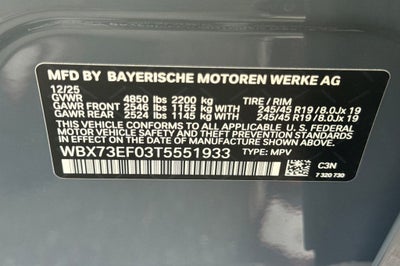 MFD BY BAYERISCHE MOTOREN WERKE AG
12/25
GVWR 4850 lbs 2200 kg TIRE / RIM
GAWR FRONT 2546 lbs 1155 kg WITH 245/45 R19 / 8.0Jx 19
GAWR REAR 2524 lbs 1145 kg WITH 245/45 R19 / 8.0Jx 19
THIS VEHICLE CONFORMS TO ALL APPLICABLE U.S. FEDERAL
MOTOR VEHICLE SAFETY STANDARDS IN EFFECT
ON THE DATE OF MANUFACTURE SHOWN ABOVE.
WBX73EF03T5551933 TYPE: MPV
C3N
7 320 730